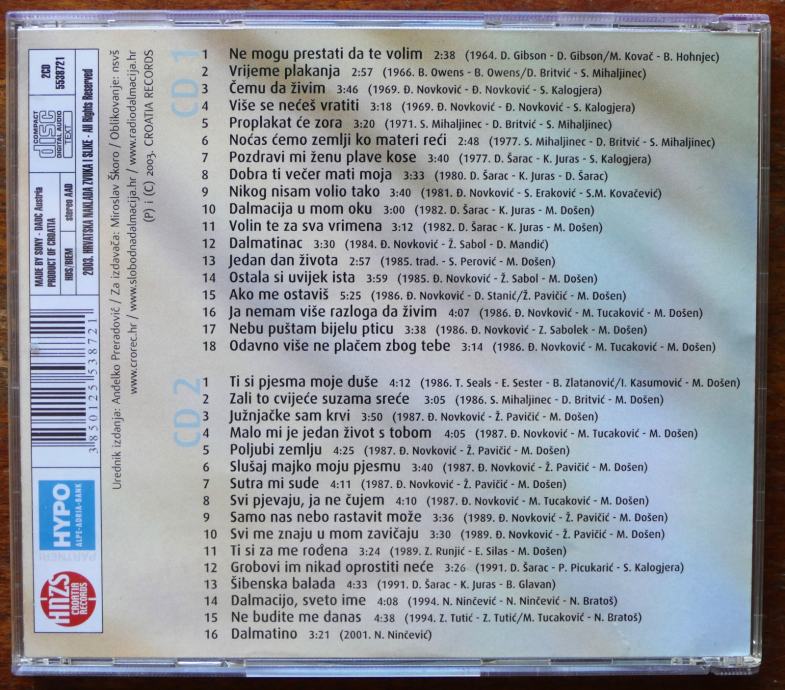 CD 1
1 Ne mogu prestati da te volim 2:38 (1964. D. Gibson - D. Gibson/M. Kovač - B. Hohnjec)
2 Vrijeme plakanja 2:57 (1966. B. Owens - B. Owens/D. Britvić - S. Mihaljinec)
3 Čemu da živim 3:46 (1969. Đ. Novković - Đ. Novković - S. Kalogjera)
4 Više se nećeš vratiti 3:18 (1969. Đ. Novković - Đ. Novković - S. Kalogjera)
5 Proplakat će zora 3:20 (1971. S. Mihaljinec - D. Britvić - S. Mihaljinec)
6 Noćas ćemo zemlji ko materi reći 2:48 (1977. S. Mihaljinec - D. Britvić - S. Mihaljinec)
7 Pozdravi mi ženu plave kose 3:40 (1977. D. Šarac - K. Juras - S. Kalogjera)
8 Dobra ti večer mati moja 3:33 (1980. D. Šarac - K. Juras - D. Šarac)
9 Nikog nisam volio tako 3:40 (1981. Đ. Novković - S. Eraković - S.M. Kovačević)
10 Dalmacija u mom oku 3:00 (1982. D. Šarac - K. Juras - M. Došen)
11 Volin te za sva vrimena 3:12 (1982. D. Šarac - K. Juras - M. Došen)
12 Dalmatinac 3:30 (1984. Đ. Novković - Ž. Sabol - D. Mandić)
13 Jedan dan života 2:57 (1985. trad. - S. Perović - M. Došen)
14 Ostala si uvijek ista 3:59 (1985. Đ. Novković - Ž. Sabol - M. Došen)
15 Ako me ostaviš 5:25 (1986. Đ. Novković - D. Stanić/Ž. Pavičić - M. Došen)
16 Ja nemam više razloga da živim 4:07 (1986. Đ. Novković - M. Tucaković - M. Došen)
17 Nebu puštam bijelu pticu 3:38 (1986. Đ. Novković - Z. Sabolek - M. Došen)
18 Odavno više ne plačem zbog tebe 3:14 (1986. Đ. Novković - M. Tucaković - M. Došen)
CD 2
1 Ti si pjesma moje duše 4:12 (1986. T. Seals - E. Sester - B. Zlatanović/I. Kasumović - M. Došen)
2 Zali to cvijeće suzama sreće 3:05 (1986. S. Mihaljinec - D. Britvić - M. Došen)
3 Južnjačke sam krvi 3:50 (1987. Đ. Novković - Ž. Pavičić - M. Došen)
4 Malo mi je jedan život s tobom 4:05 (1987. Đ. Novković - M. Tucaković - M. Došen)
5 Poljubi zemlju 4:25 (1987. Đ. Novković - Ž. Pavičić - M. Došen)
6 Slušaj majko moju pjesmu 3:40 (1987. Đ. Novković - Ž. Pavičić - M. Došen)
7 Sutra mi sude 4:11 (1987. Đ. Novković - Ž. Pavičić - M. Došen)
8 Svi pjevaju, ja ne čujem 4:10 (1987. Đ. Novković - M. Tucaković - M. Došen)
9 Samo nas nebo rastavit može 3:36 (1989. Đ. Novković - Ž. Pavičić - M. Došen)
10 Svi me znaju u mom zavičaju 3:30 (1989. Đ. Novković - Ž. Pavičić - M. Došen)
11 Ti si za me rođena 3:24 (1989. Z. Runjić - E. Silas - M. Došen)
12 Grobovi im nikad oprostiti neće 3:26 (1991. D. Šarac - P. Picukarić - S. Kalogjera)
13 Šibenska balada 4:33 (1991. D. Šarac - K. Juras - B. Glavan)
14 Dalmacijo, sveto ime 4:08 (1994. N. Ninčević - N. Ninčević - N. Bratoš)
15 Ne budite me danas 4:38 (1994. Z. Tutić - Z. Tutić/M. Tucaković - N. Bratoš)
16 Dalmatino 3:21 (2001. N. Ninčević)
Urednik izdanja: Anđelko Preradović / Za izdavača: Miroslav Škoro / Oblikovanje: nsvš
www.crorec.hr / www.slobodnadalmacija.hr / www.radiodalmacija.hr
(P) i (C) 2003. CROATIA RECORDS
2CD
5538721
COMPACT
disc
DIGITAL AUDIO
TEXT
MADE BY SONY - DADC Austria
PRODUCT OF CROATIA
HDS/BIEM
stereo AAD
2003. HRVATSKA NAKLADA ZVUKA I SLIKE - All Rights Reserved
3 850125 538721
PARTNERI
HYPO
ALPE-ADRIA-BANK
HNZS
CROATIA
RECORDS